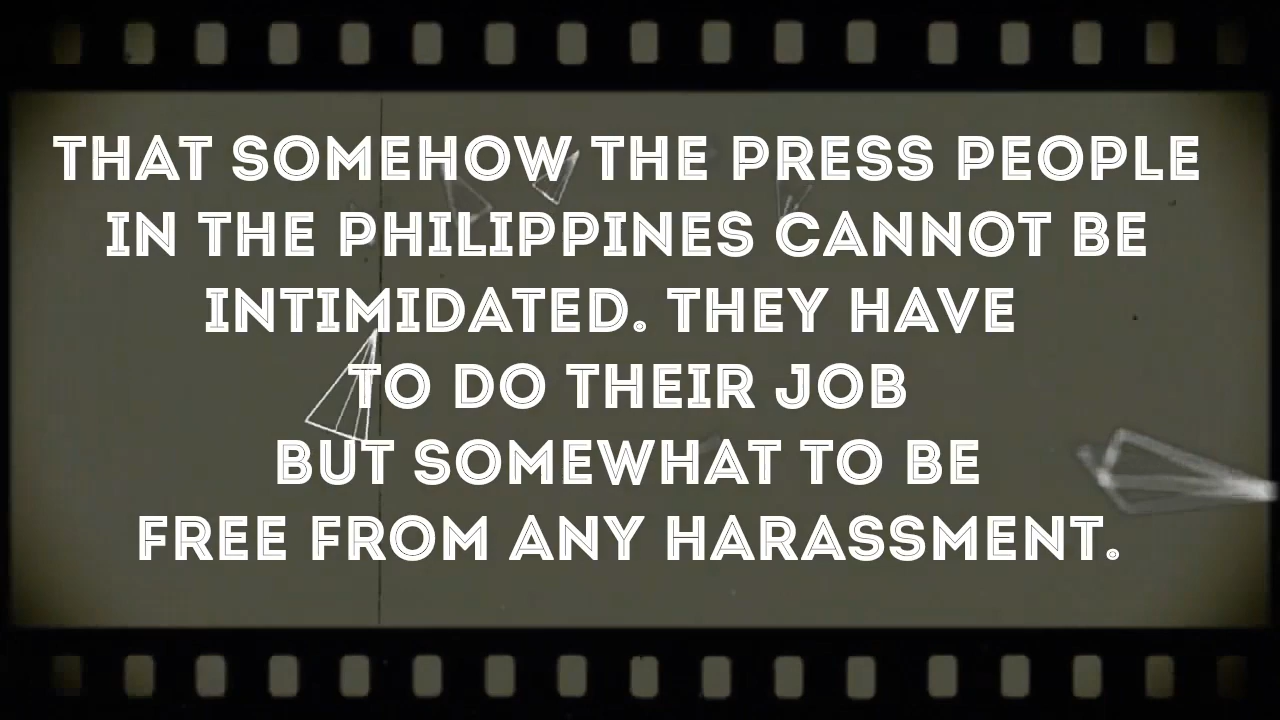 THAT SOMEHOW THE PRESS PEOPLE
IN THE PHILIPPINES CANNOT BE
INTIMIDATED. THEY HAVE
TO DO THEIR JOB
BUT SOMEWHAT TO BE
FREE FROM ANY HARASSMENT.